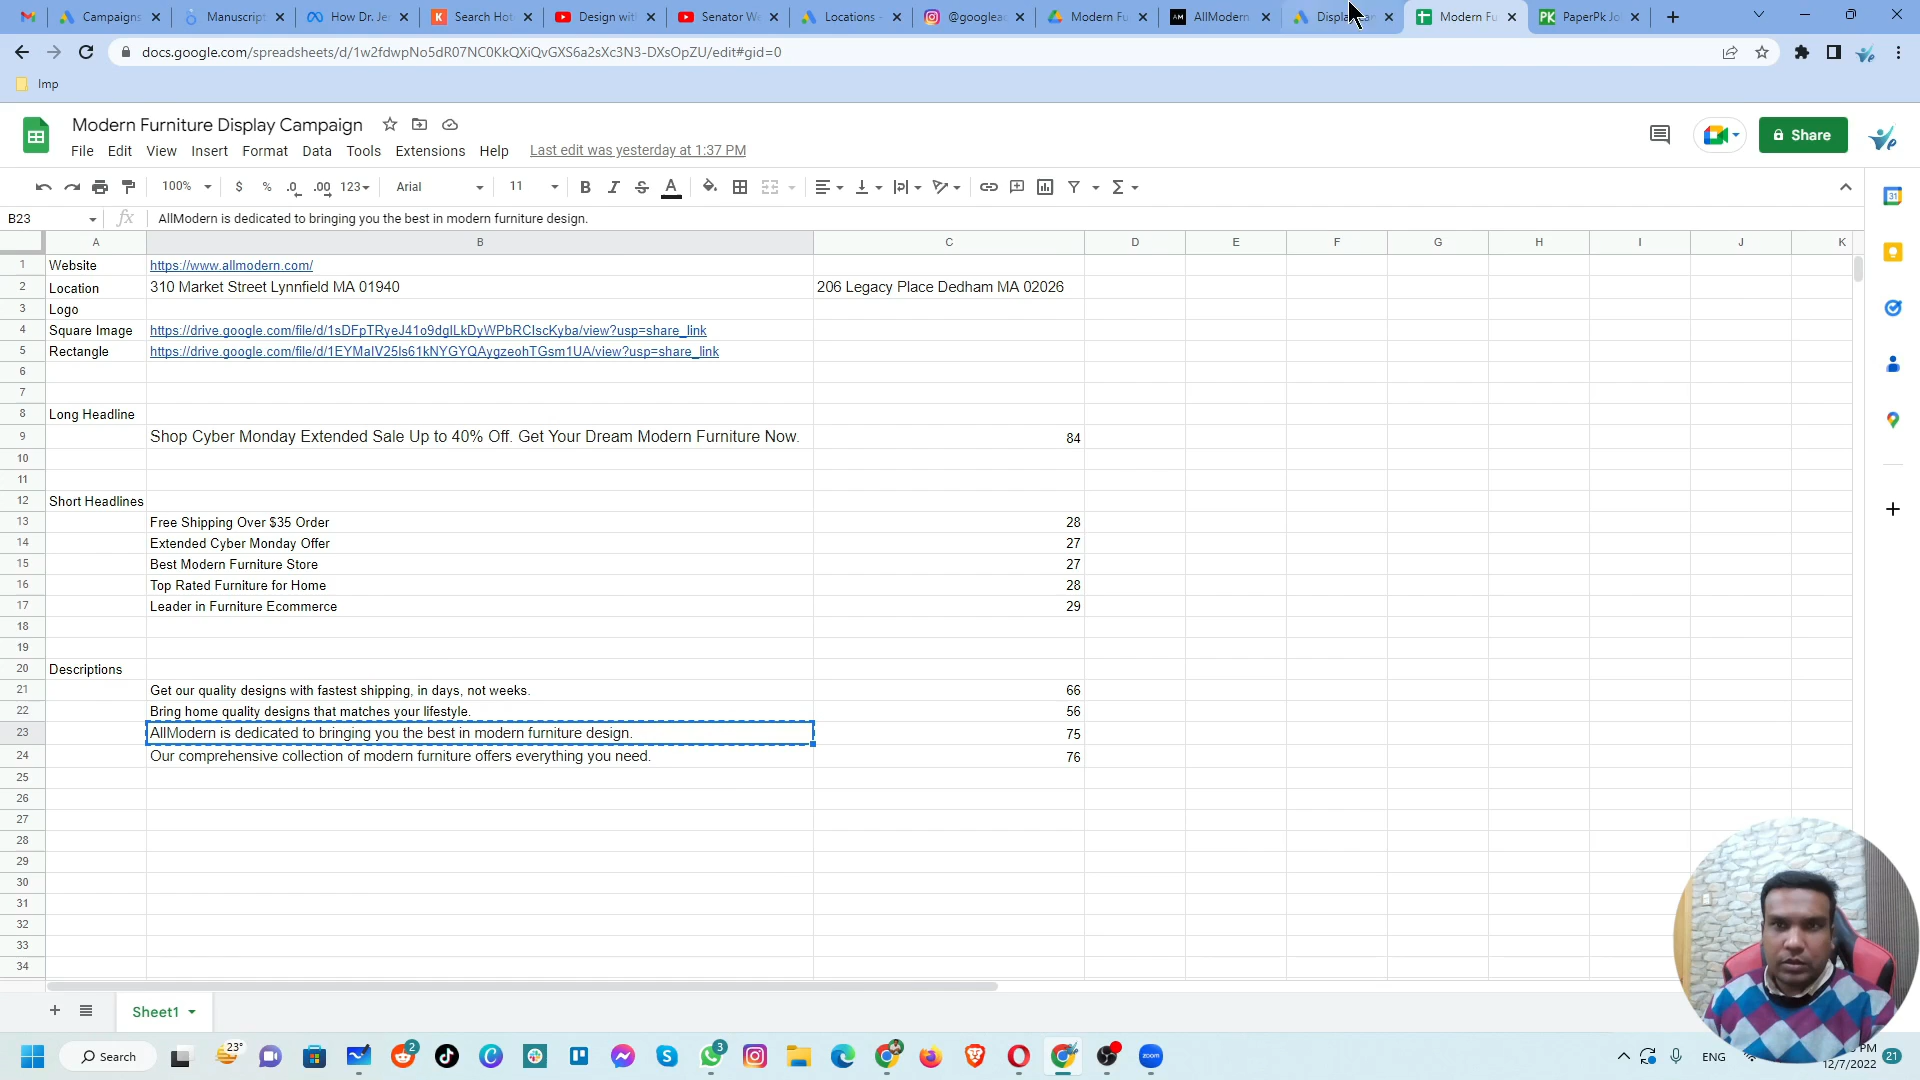 Campaigns
Manuscript
How Dr. Je
Search Hot
Design with
Senator We
Locations -
@googlea
Modern Fu
AllModern
Modern Fu
PaperPk Jo
docs.google.com/spreadsheets/d/1w2fdwpNo5dR07NC0KkQXiQvGXS6a2sXc3N3-DXsOpZU/edit#gid=0
Imp
Modern Furniture Display Campaign
Share
File Edit View Insert Format Data Tools Extensions Help Last edit was yesterday at 1:37 PM
100% $ % .0 .00 123 Arial 11 B I S A
B23 fx AllModern is dedicated to bringing you the best in modern furniture design.
A B C D E F G H I J K
1 Website https://www.allmodern.com/
2 Location 310 Market Street Lynnfield MA 01940 206 Legacy Place Dedham MA 02026
3 Logo
4 Square Image https://drive.google.com/file/d/1sDFpTRyeJ41o9dglLkDyWPbRCIscKyba/view?usp=share_link
5 Rectangle https://drive.google.com/file/d/1EYMaIV25ls61kNYGYQAygzeohTGsm1UA/view?usp=share_link
6
7
8 Long Headline
9 Shop Cyber Monday Extended Sale Up to 40% Off. Get Your Dream Modern Furniture Now. 84
10
11
12 Short Headlines
13 Free Shipping Over $35 Order 28
14 Extended Cyber Monday Offer 27
15 Best Modern Furniture Store 27
16 Top Rated Furniture for Home 28
17 Leader in Furniture Ecommerce 29
18
19
20 Descriptions
21 Get our quality designs with fastest shipping, in days, not weeks. 66
22 Bring home quality designs that matches your lifestyle. 56
23 AllModern is dedicated to bringing you the best in modern furniture design. 75
24 Our comprehensive collection of modern furniture offers everything you need. 76
25
26
27
28
29
30
31
32
33
34
Sheet1
Search
23°
2
3
zoom
ENG
PM
12/7/2022
21